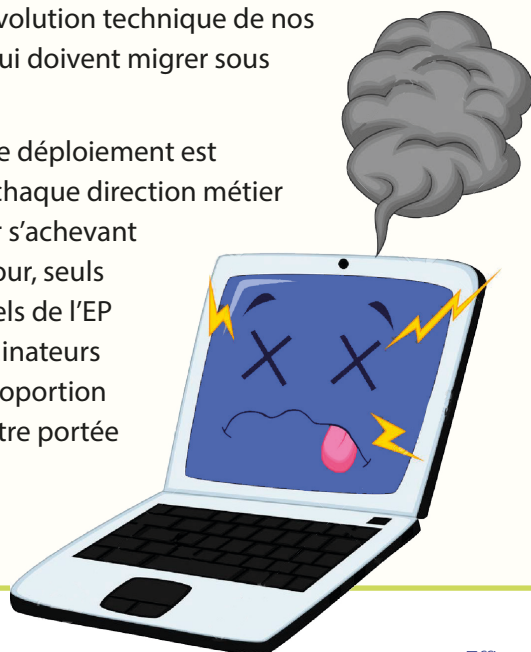 volution technique de nos
ui doivent migrer sous
e déploiement est
chaque direction métier
r s'achevant
our, seuls
els de l'EP
inateurs
oportion
tre portée